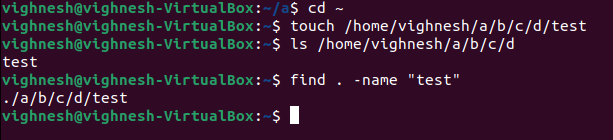 vighnesh@vighnesh-VirtualBox:~/a$ cd ~
vighnesh@vighnesh-VirtualBox:~$ touch /home/vighnesh/a/b/c/d/test
vighnesh@vighnesh-VirtualBox:~$ ls /home/vighnesh/a/b/c/d
test
vighnesh@vighnesh-VirtualBox:~$ find . -name "test"
./a/b/c/d/test
vighnesh@vighnesh-VirtualBox:~$